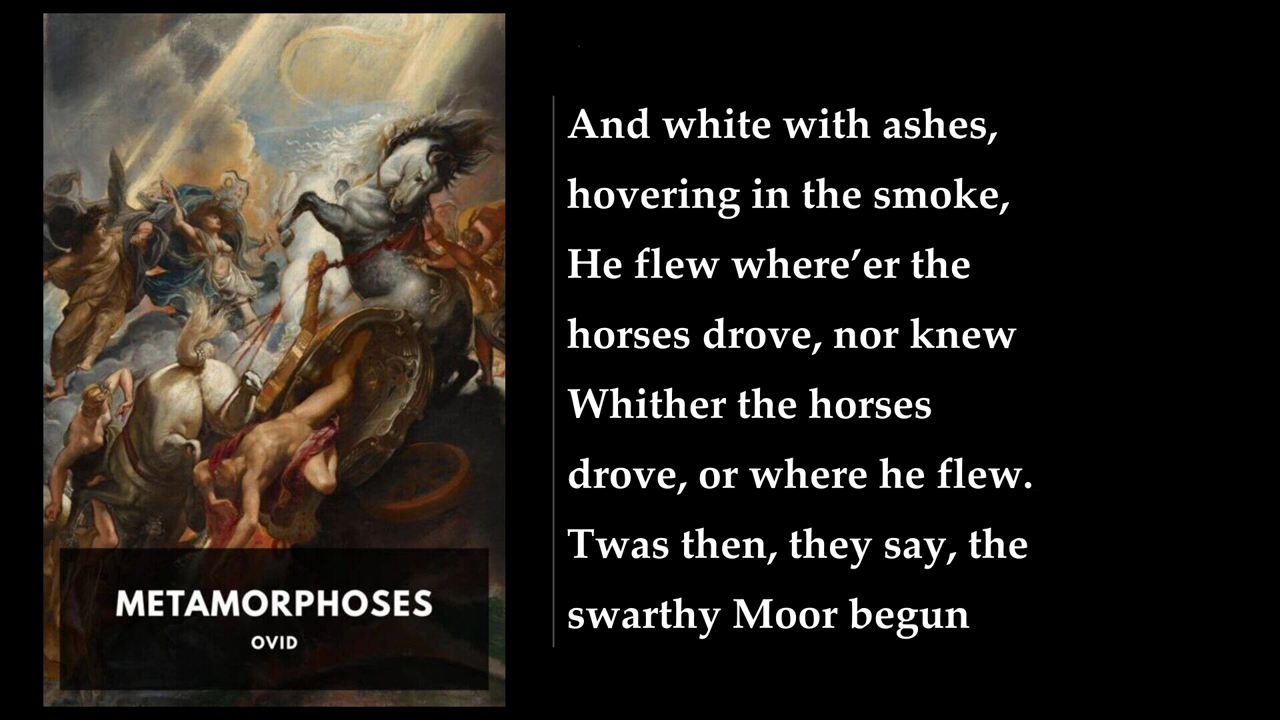 METAMORPHOSES
OVID
And white with ashes,
hovering in the smoke,
He flew where’er the
horses drove, nor knew
Whither the horses
drove, or where he flew.
Twas then, they say, the
swarthy Moor begun